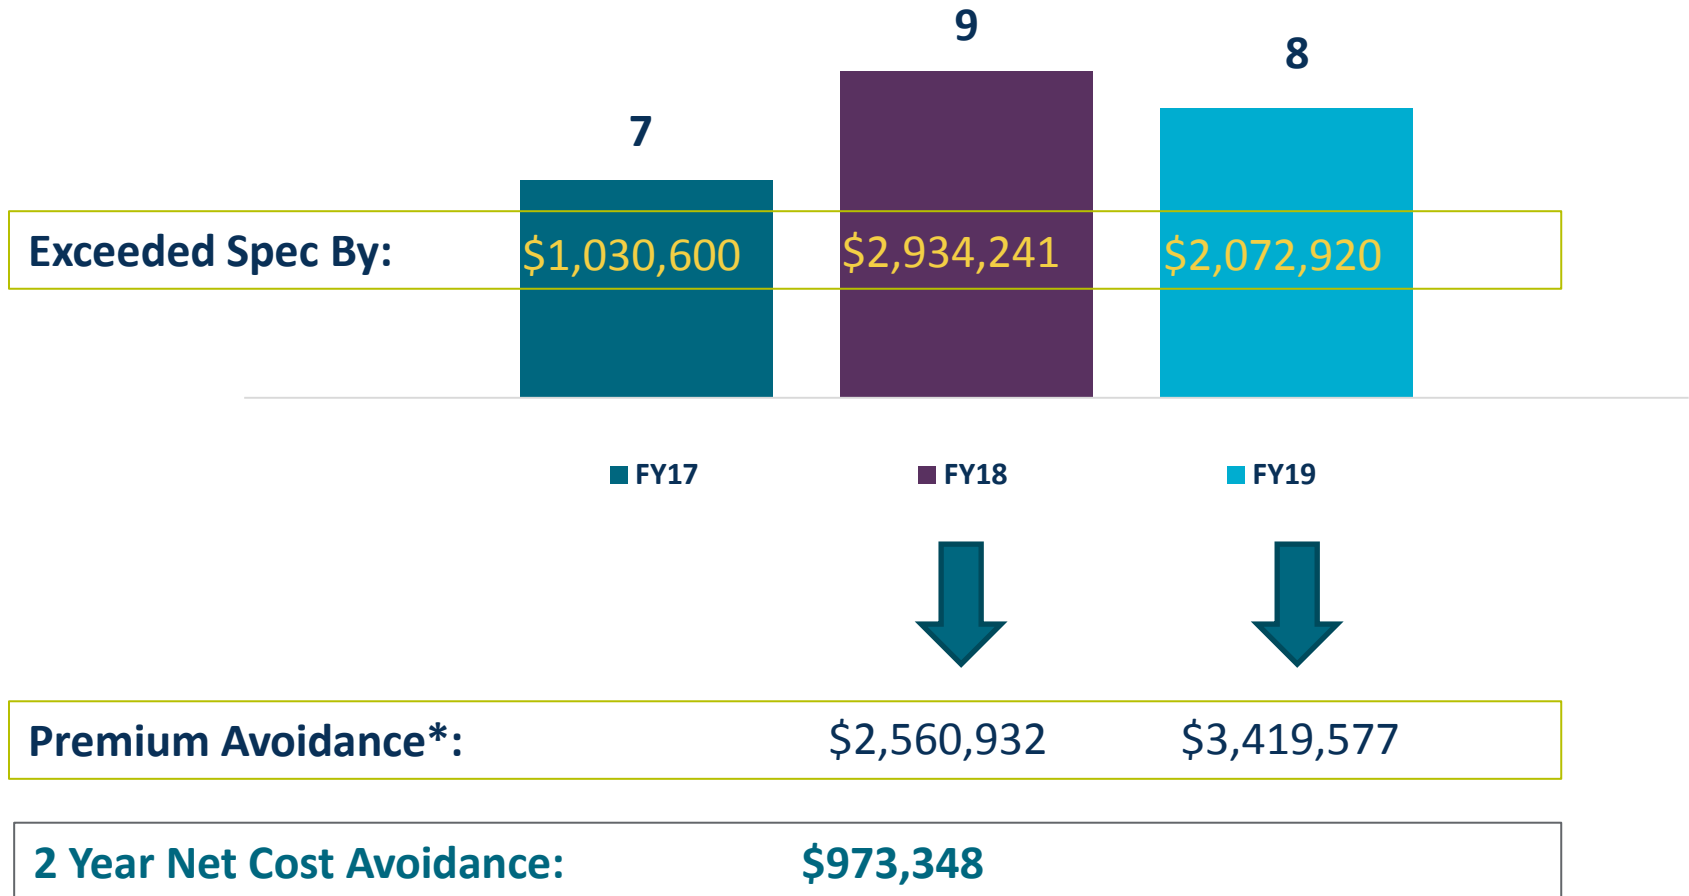 9
8
7
Exceeded Spec By: $1,030,600 $2,934,241 $2,072,920
FY17 FY18 FY19
Premium Avoidance*: $2,560,932 $3,419,577
2 Year Net Cost Avoidance: $973,348